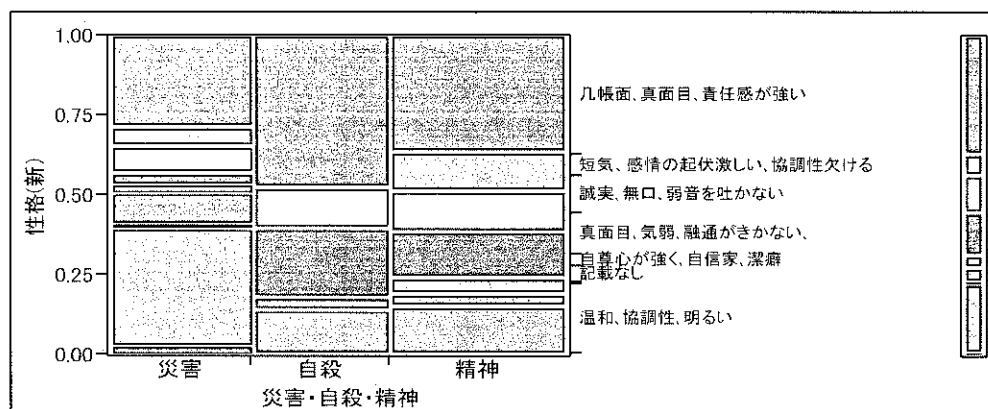 1.00
0.75
0.50
0.25
0.00
性格(新)
几帳面、真面目、責任感が強い
短気、感情の起伏激しい、協調性欠ける
誠実、無口、弱音を吐かない
真面目、気弱、融通がきかない、
自尊心が強く、自信家、潔癖
記載なし
温和、協調性、明るい
災害 自殺 精神
災害・自殺・精神